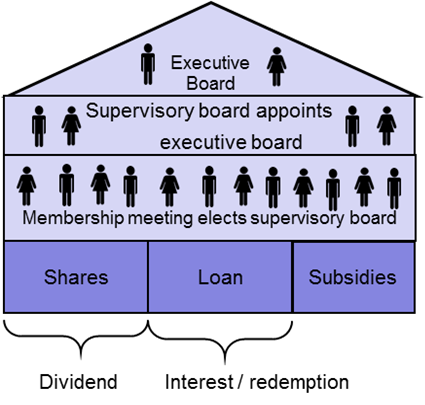 Executive
Board
Supervisory board appoints
executive board
Membership meeting elects supervisory board
Shares
Loan
Subsidies
Dividend
Interest / redemption